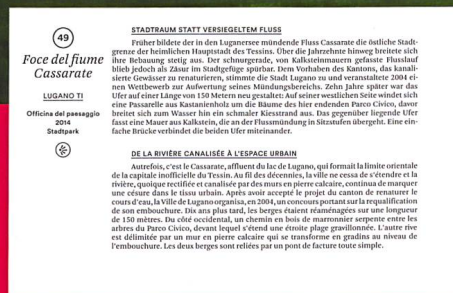 49
Foce del fiume
Cassarate
LUGANO TI
Officina del paesaggio
2014
Stadtpark
STADTRAUM STATT VERSIEGELTEM FLUSS
Früher bildete der in den Luganersee mündende Fluss Cassarate die östliche Stadt-
grenze der heimlichen Hauptstadt des Tessins. Über die Jahrzehnte hinweg breitete sich
ihre Bebauung stetig aus. Der schnurgerade, von Kalksteinmauern gefasste Flusslauf
blieb jedoch als Zäsur im Stadtgefüge spürbar. Dem Vorhaben des Kantons, das kanali-
sierte Gewässer zu renaturieren, stimmte die Stadt Lugano zu und veranstaltete 2004 ei-
nen Wettbewerb zur Aufwertung seines Mündungsbereichs. Zehn Jahre später war das
Ufer auf einer Länge von 150 Metern neu gestaltet: Auf seiner westlichen Seite windet sich
eine Passarelle aus Kastanienholz um die Bäume des hier endenden Parco Civico, davor
breitet sich zum Wasser hin ein schmaler Kiesstrand aus. Das gegenüber liegende Ufer
fasst eine Mauer aus Kalkstein, die an der Flussmündung in Sitzstufen übergeht. Eine ein-
fache Brücke verbindet die beiden Ufer miteinander.
DE LA RIVIÈRE CANALISÉE À L'ESPACE URBAIN
Autrefois, c'est le Cassarate, affluent du lac de Lugano, qui formait la limite orientale
de la capitale inofficielle du Tessin. Au fil des décennies, la ville ne cessa de s'étendre et la
rivière, quoique rectifiée et canalisée par des murs en pierre calcaire, continua de marquer
une césure dans le tissu urbain. Après avoir accepté le projet du canton de renaturer le
cours d'eau, la Ville de Lugano organisa, en 2004, un concours portant sur la requalification
de son embouchure. Dix ans plus tard, les berges étaient réaménagées sur une longueur
de 150 mètres. Du côté occidental, un chemin en bois de marronnier serpente entre les
arbres du Parco Civico, devant lequel s'étend une étroite plage gravillonnée. L'autre rive
est délimitée par un mur en pierre calcaire qui se transforme en gradins au niveau de
l'embouchure. Les deux berges sont reliées par un pont de facture toute simple.